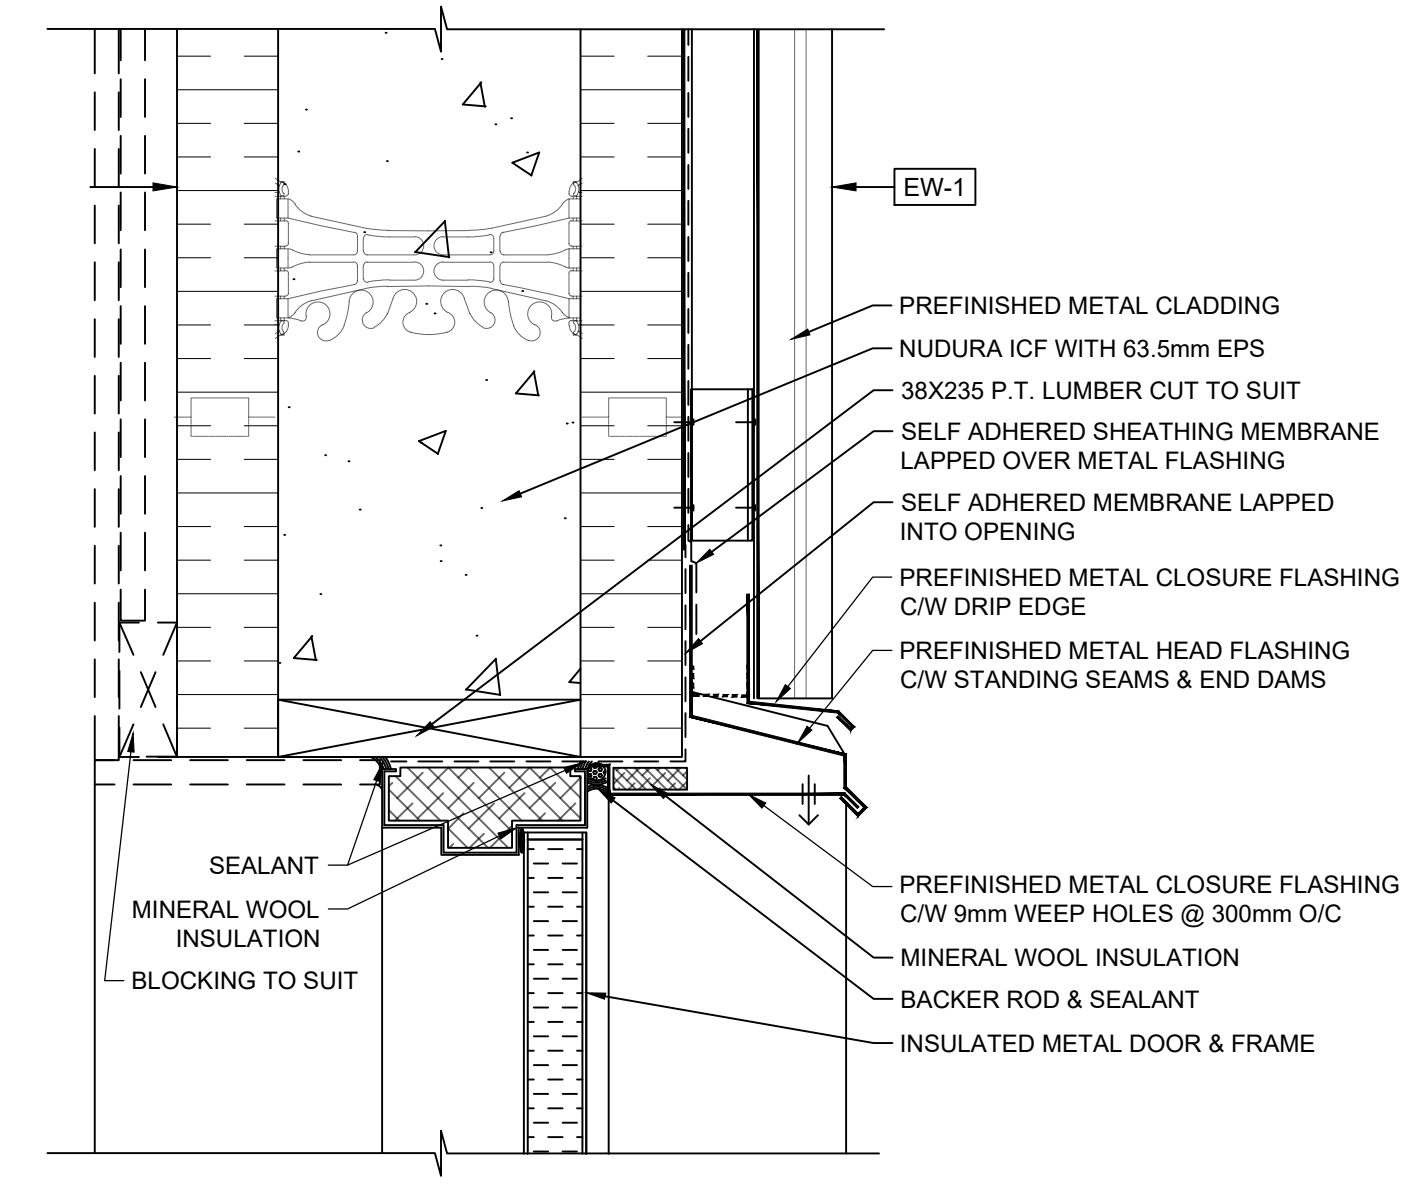 EW-1
PREFINISHED METAL CLADDING
NUDURA ICF WITH 63.5mm EPS
38X235 P.T. LUMBER CUT TO SUIT
SELF ADHERED SHEATHING MEMBRANE
LAPPED OVER METAL FLASHING
SELF ADHERED MEMBRANE LAPPED
INTO OPENING
PREFINISHED METAL CLOSURE FLASHING
C/W DRIP EDGE
PREFINISHED METAL HEAD FLASHING
C/W STANDING SEAMS & END DAMS
SEALANT
MINERAL WOOL
INSULATION
BLOCKING TO SUIT
PREFINISHED METAL CLOSURE FLASHING
C/W 9mm WEEP HOLES @ 300mm O/C
MINERAL WOOL INSULATION
BACKER ROD & SEALANT
INSULATED METAL DOOR & FRAME